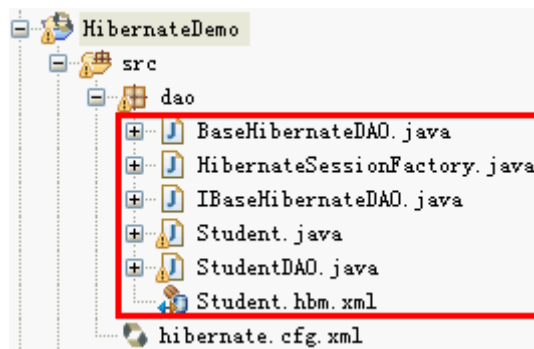 HibernateDemo
src
dao
BaseHibernateDAO.java
HibernateSessionFactory.java
IBaseHibernateDAO.java
Student.java
StudentDAO.java
Student.hbm.xml
hibernate.cfg.xml